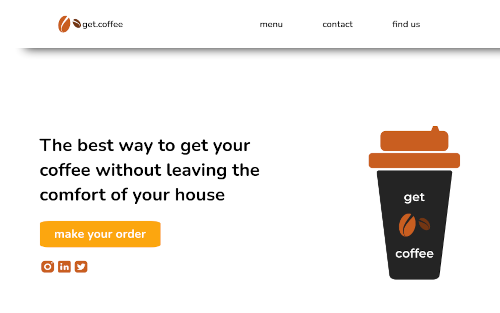 get.coffee
menu
contact
find us
The best way to get your
coffee without leaving the
comfort of your house
make your order
get
coffee